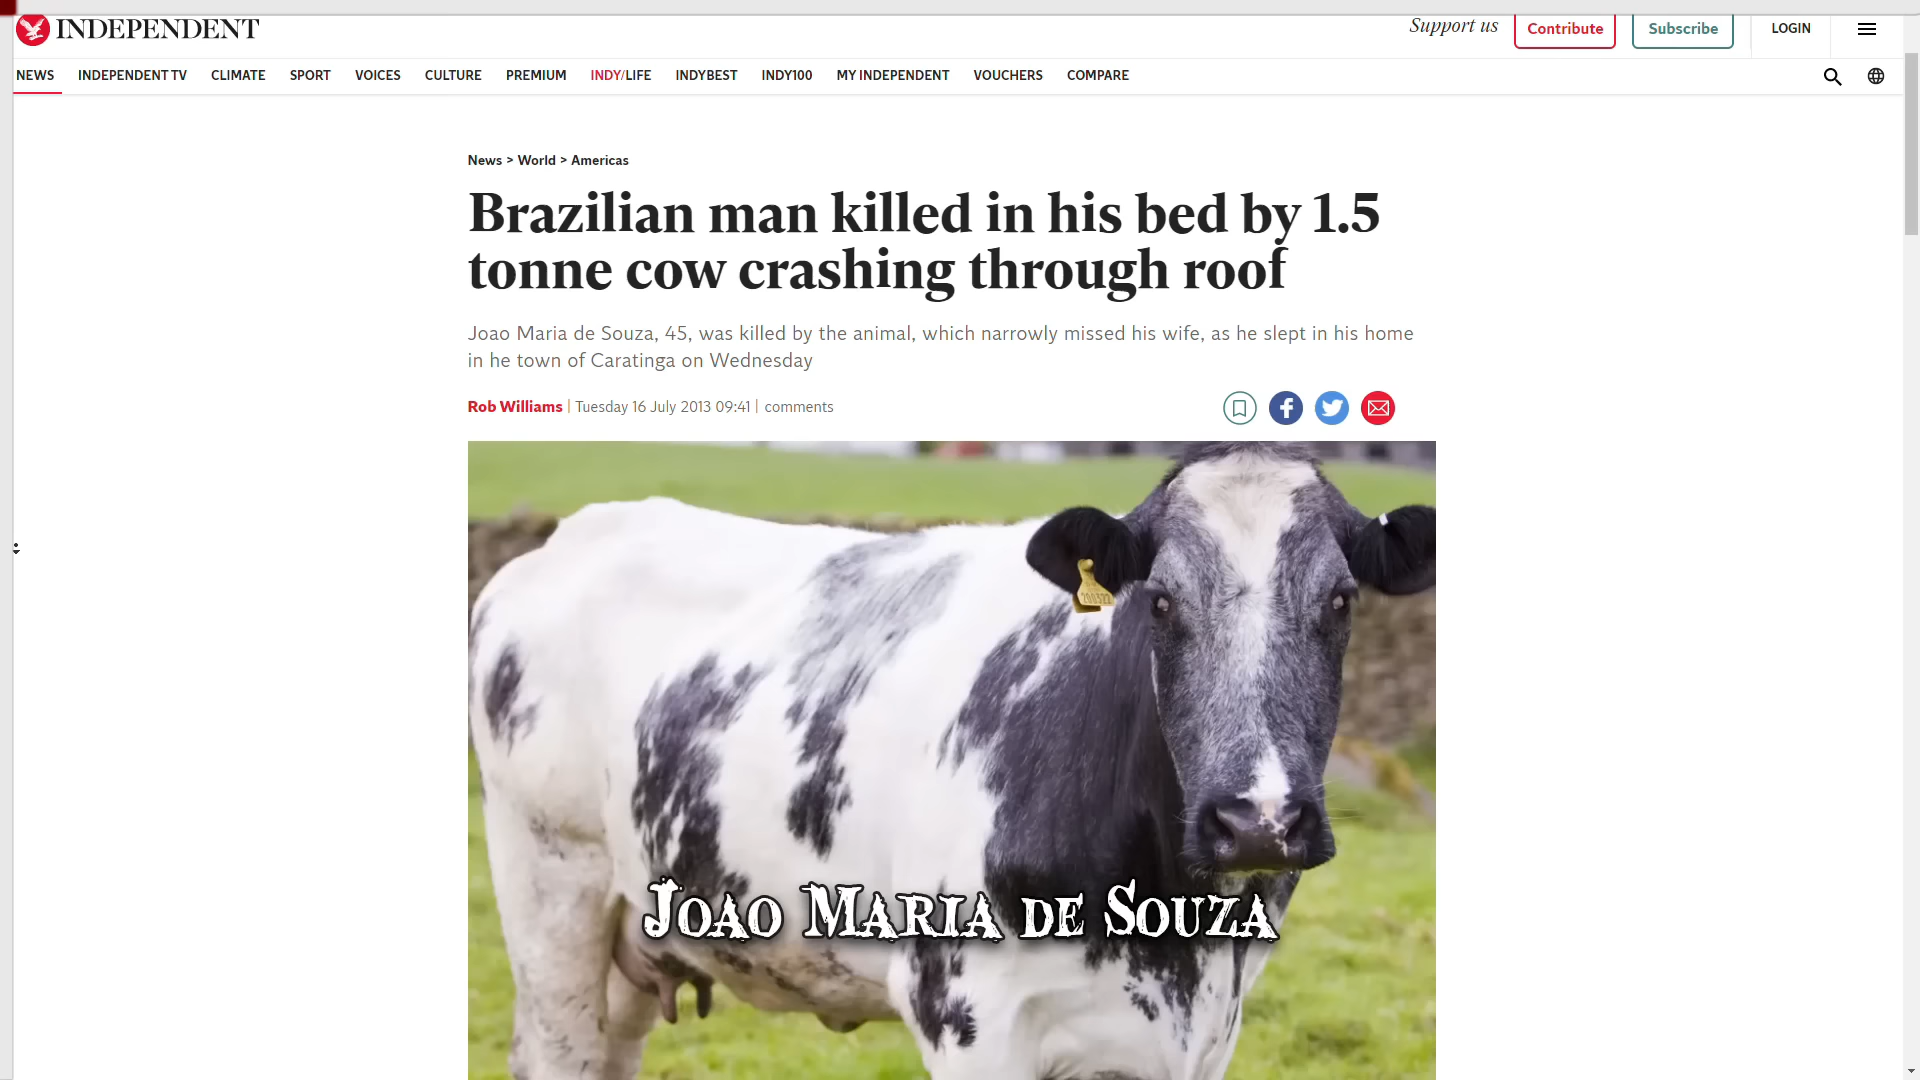 INDEPENDENT
Support us
Contribute
Subscribe
LOGIN
NEWS INDEPENDENT TV CLIMATE SPORT VOICES CULTURE PREMIUM INDY/LIFE INDYBEST INDY100 MY INDEPENDENT VOUCHERS COMPARE
News > World > Americas
Brazilian man killed in his bed by 1.5
tonne cow crashing through roof
Joao Maria de Souza, 45, was killed by the animal, which narrowly missed his wife, as he slept in his home
in he town of Caratinga on Wednesday
Rob Williams | Tuesday 16 July 2013 09:41 | comments
Joao Maria de Souza